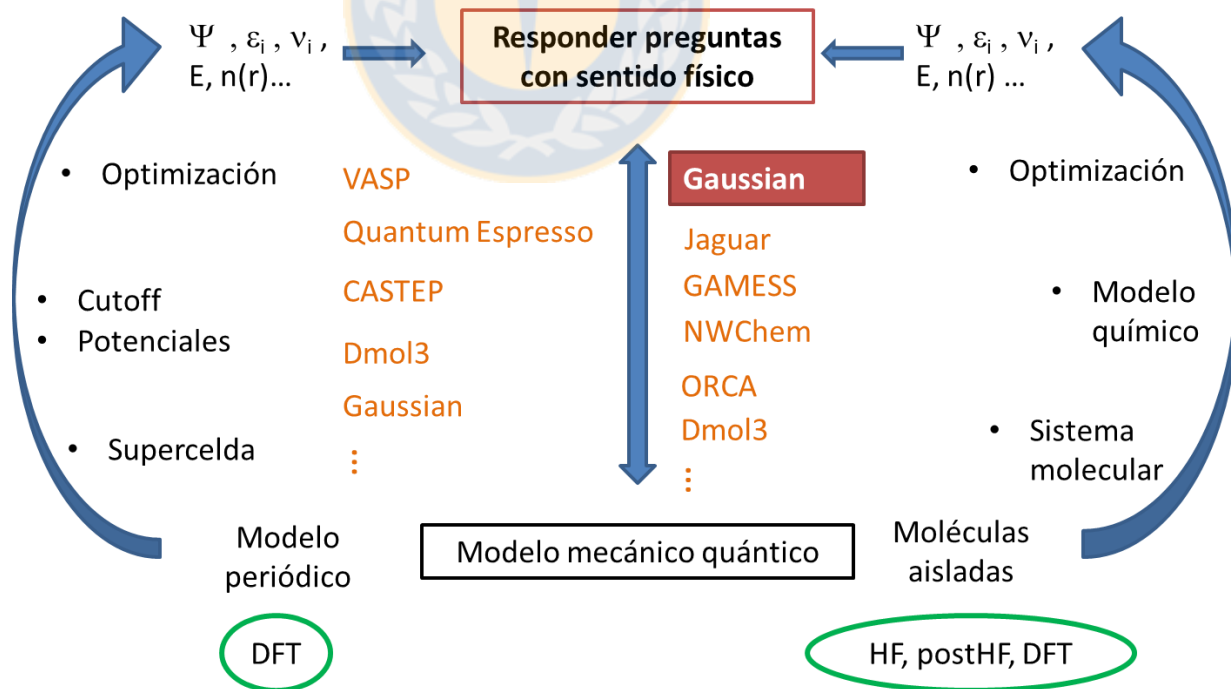 Ψ , εi , νi ,
E, n(r)…
Responder preguntas
con sentido físico
Ψ , εi , νi ,
E, n(r) …
• Optimización
• Cutoff
• Potenciales
• Supercelda
VASP
Quantum Espresso
CASTEP
Dmol3
Gaussian
⋮
Gaussian
Jaguar
GAMESS
NWChem
ORCA
Dmol3
⋮
• Optimización
• Modelo
químico
• Sistema
molecular
Modelo
periódico
Modelo mecánico quántico
Moléculas
aisladas
DFT
HF, postHF, DFT